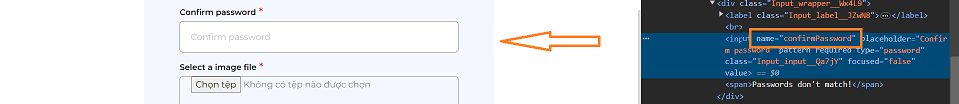 Confirm password *
Confirm password
Select a image file *
Chọn tệp Không có tệp nào được chọn
<div class="Input_wrapper__Wx4L9">
<label class="Input_label__JZwN8">…</label>
<br>
<input name="confirmPassword" placeholder="Confir
m password" pattern required type="password"
class="Input_input__Qa7jY" focused="false"
value> == $0
<span>Passwords don't match!</span>
</div>